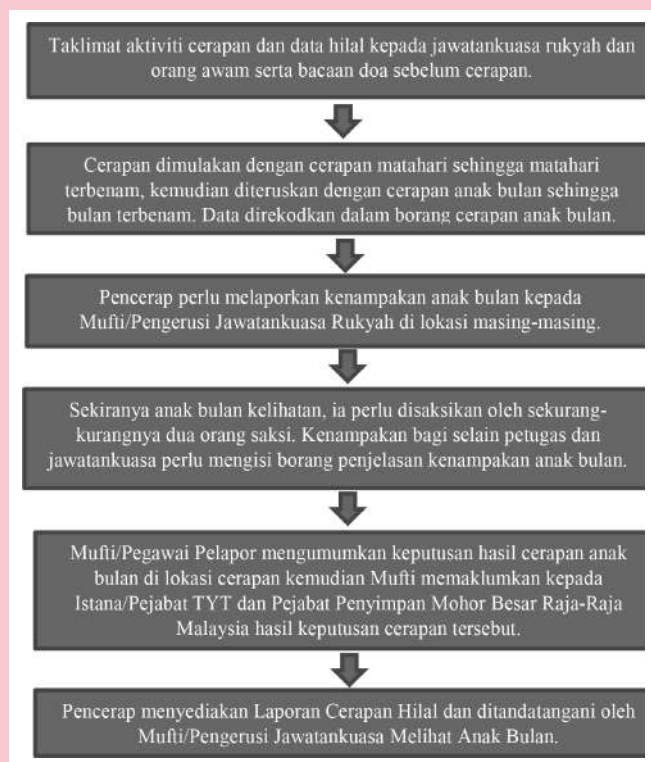 Taklimat aktiviti cerapan dan data hilal kepada jawatankuasa rukyah dan
orang awam serta bacaan doa sebelum cerapan.
Cerapan dimulakan dengan cerapan matahari sehingga matahari
terbenam, kemudian diteruskan dengan cerapan anak bulan sehingga
bulan terbenam. Data direkodkan dalam borang cerapan anak bulan.
Pencerap perlu melaporkan kenampakan anak bulan kepada
Mufti/Pengerusi Jawatankuasa Rukyah di lokasi masing-masing.
Sekiranya anak bulan kelihatan, ia perlu disaksikan oleh sekurang-
kurangnya dua orang saksi. Kenampakan bagi selain petugas dan
jawatankuasa perlu mengisi borang penjelasan kenampakan anak bulan.
Mufti/Pegawai Pelapor mengumumkan keputusan hasil cerapan anak
bulan di lokasi cerapan kemudian Mufti memaklumkan kepada
Istana/Pejabat TYT dan Pejabat Penyimpan Mohor Besar Raja-Raja
Malaysia hasil keputusan cerapan tersebut.
Pencerap menyediakan Laporan Cerapan Hilal dan ditandatangani oleh
Mufti/Pengerusi Jawatankuasa Melihat Anak Bulan.